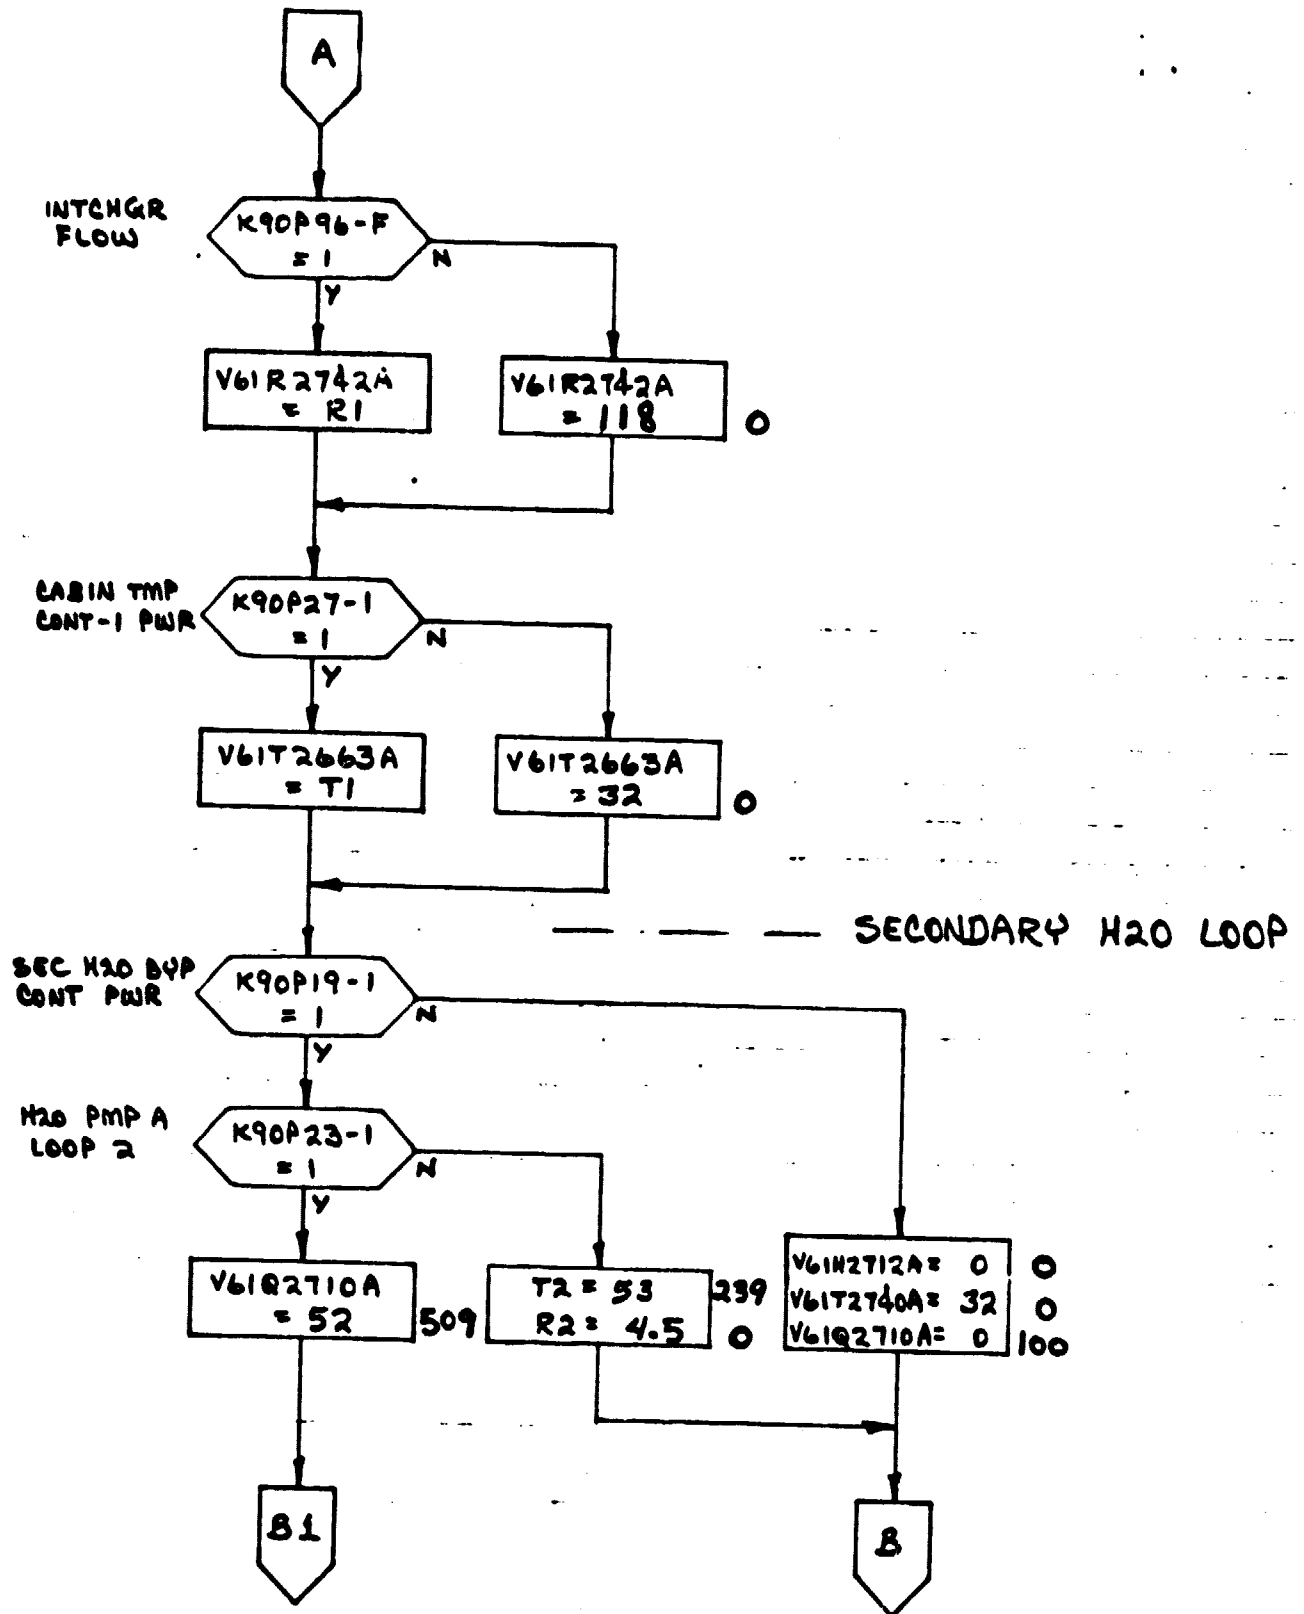 A
INTCHGR
FLOW
K90P96-F
= 1
N
Y
V61R2742A
= R1
V61R2742A
= 118
0
CABIN TMP
CONT-1 PWR
K90P27-1
= 1
N
Y
V61T2663A
= T1
V61T2663A
= 32
0
SECONDARY H2O LOOP
SEC H2O BYP
CONT PWR
K90P19-1
= 1
N
Y
H2O PMP A
LOOP 2
K90P23-1
= 1
N
Y
V61Q2710A
= 52
509
T2 = 53
239
R2 = 4.5
0
V61H2712A= 0
0
V61T2740A= 32
0
V61Q2710A= 0
100
B1
B